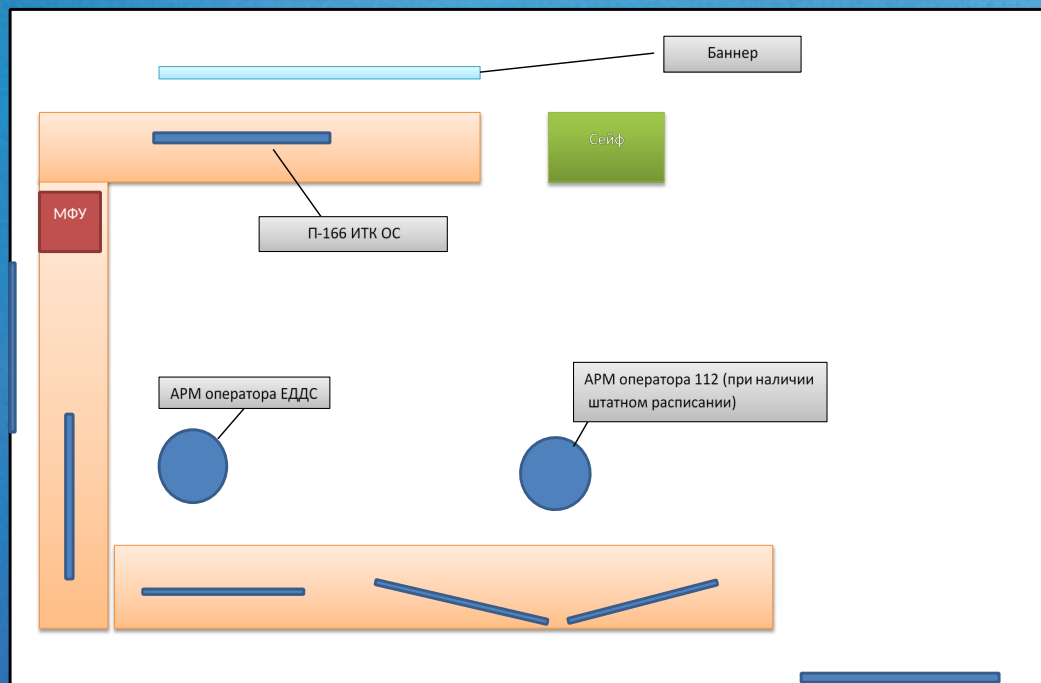 Баннер
Сейф
МФУ
П-166 ИТК ОС
АРМ оператора ЕДДС
АРМ оператора 112 (при наличии
штатном расписании)